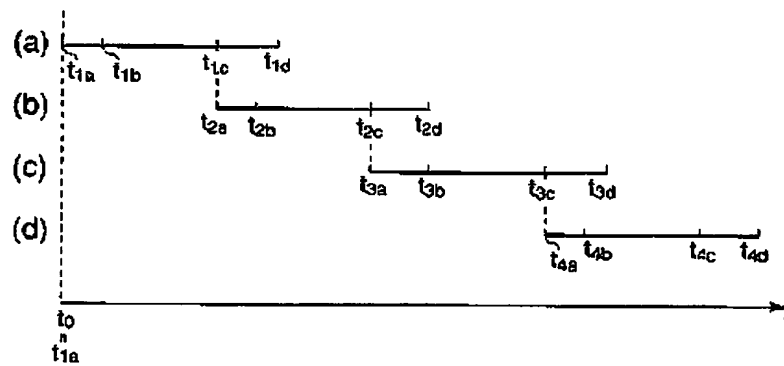 (a)
t1a t1b t1c t1d
(b)
t2a t2b t2c t2d
(c)
t3a t3b t3c t3d
(d)
t4a t4b t4c t4d
t0
"
t1a